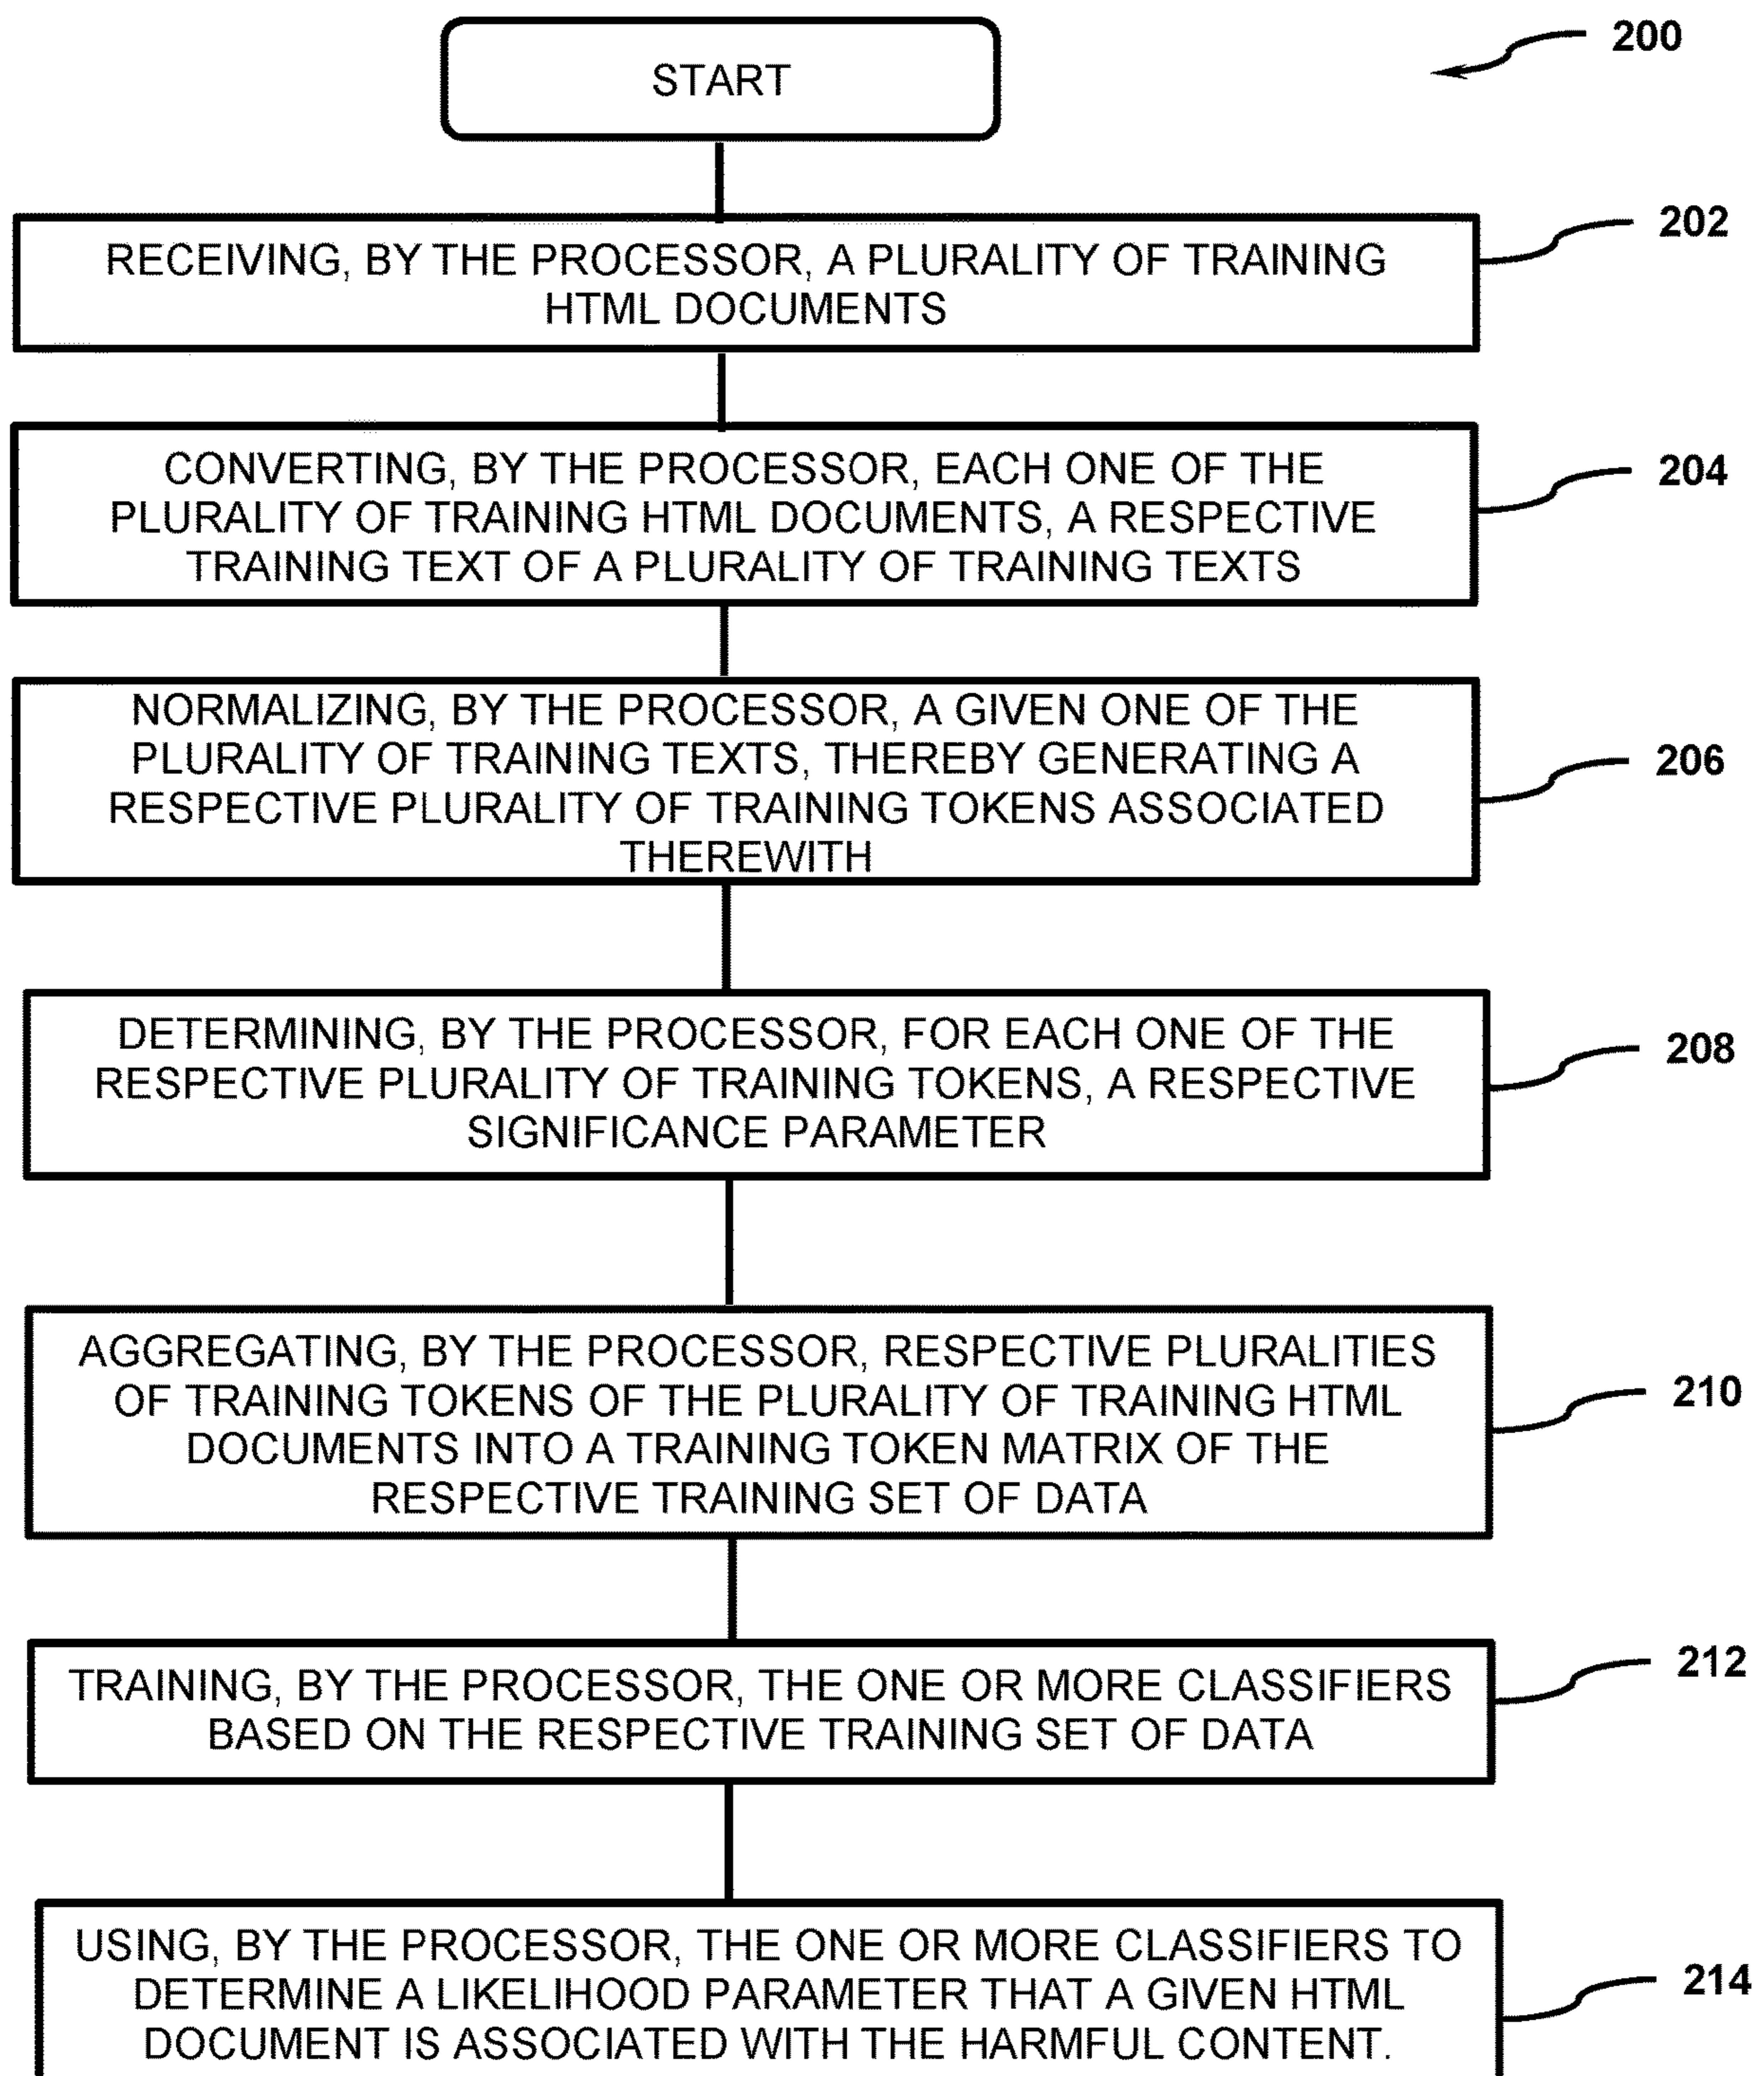 START
200
RECEIVING, BY THE PROCESSOR, A PLURALITY OF TRAINING
HTML DOCUMENTS
202
CONVERTING, BY THE PROCESSOR, EACH ONE OF THE
PLURALITY OF TRAINING HTML DOCUMENTS, A RESPECTIVE
TRAINING TEXT OF A PLURALITY OF TRAINING TEXTS
204
NORMALIZING, BY THE PROCESSOR, A GIVEN ONE OF THE
PLURALITY OF TRAINING TEXTS, THEREBY GENERATING A
RESPECTIVE PLURALITY OF TRAINING TOKENS ASSOCIATED
THEREWITH
206
DETERMINING, BY THE PROCESSOR, FOR EACH ONE OF THE
RESPECTIVE PLURALITY OF TRAINING TOKENS, A RESPECTIVE
SIGNIFICANCE PARAMETER
208
AGGREGATING, BY THE PROCESSOR, RESPECTIVE PLURALITIES
OF TRAINING TOKENS OF THE PLURALITY OF TRAINING HTML
DOCUMENTS INTO A TRAINING TOKEN MATRIX OF THE
RESPECTIVE TRAINING SET OF DATA
210
TRAINING, BY THE PROCESSOR, THE ONE OR MORE CLASSIFIERS
BASED ON THE RESPECTIVE TRAINING SET OF DATA
212
USING, BY THE PROCESSOR, THE ONE OR MORE CLASSIFIERS TO
DETERMINE A LIKELIHOOD PARAMETER THAT A GIVEN HTML
DOCUMENT IS ASSOCIATED WITH THE HARMFUL CONTENT.
214